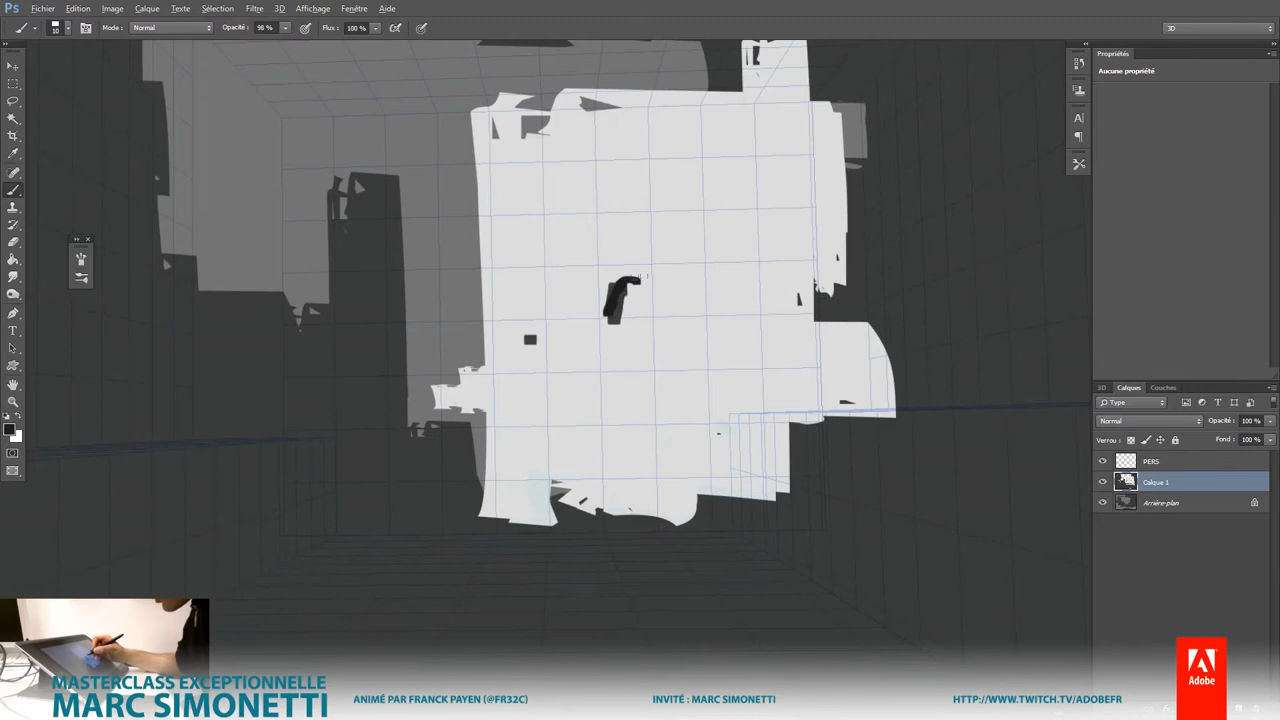 Ps Fichier Edition Image Calque Texte Sélection Filtre 3D Affichage Fenêtre Aide
10 Mode : Normal Opacité : 98 % Flux : 100 % 3D
Propriétés
Aucune propriété
3D Calques Couches
Type
Normal Opacité : 100 %
Verrou : Fond : 100 %
PERS
Calque 1
Arrière-plan
MASTERCLASS EXCEPTIONNELLE
MARC SIMONETTI
ANIMÉ PAR FRANCK PAYEN (@FR32C)
INVITÉ : MARC SIMONETTI
HTTP://WWW.TWITCH.TV/ADOBEFR
Adobe